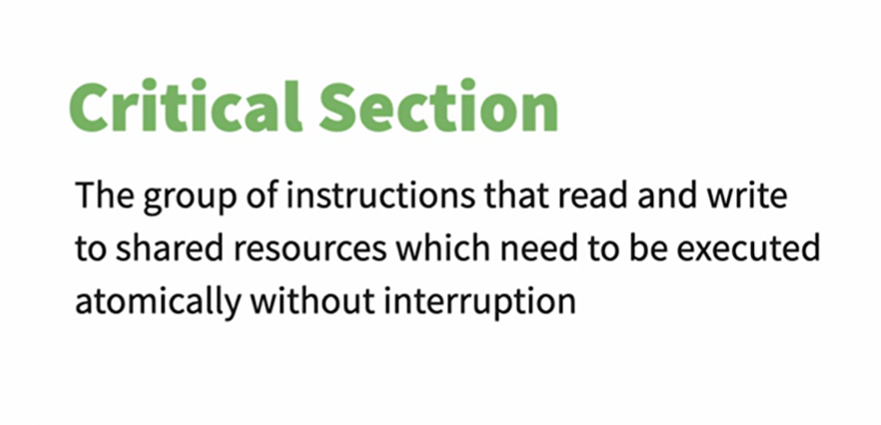 Critical Section
The group of instructions that read and write
to shared resources which need to be executed
atomically without interruption